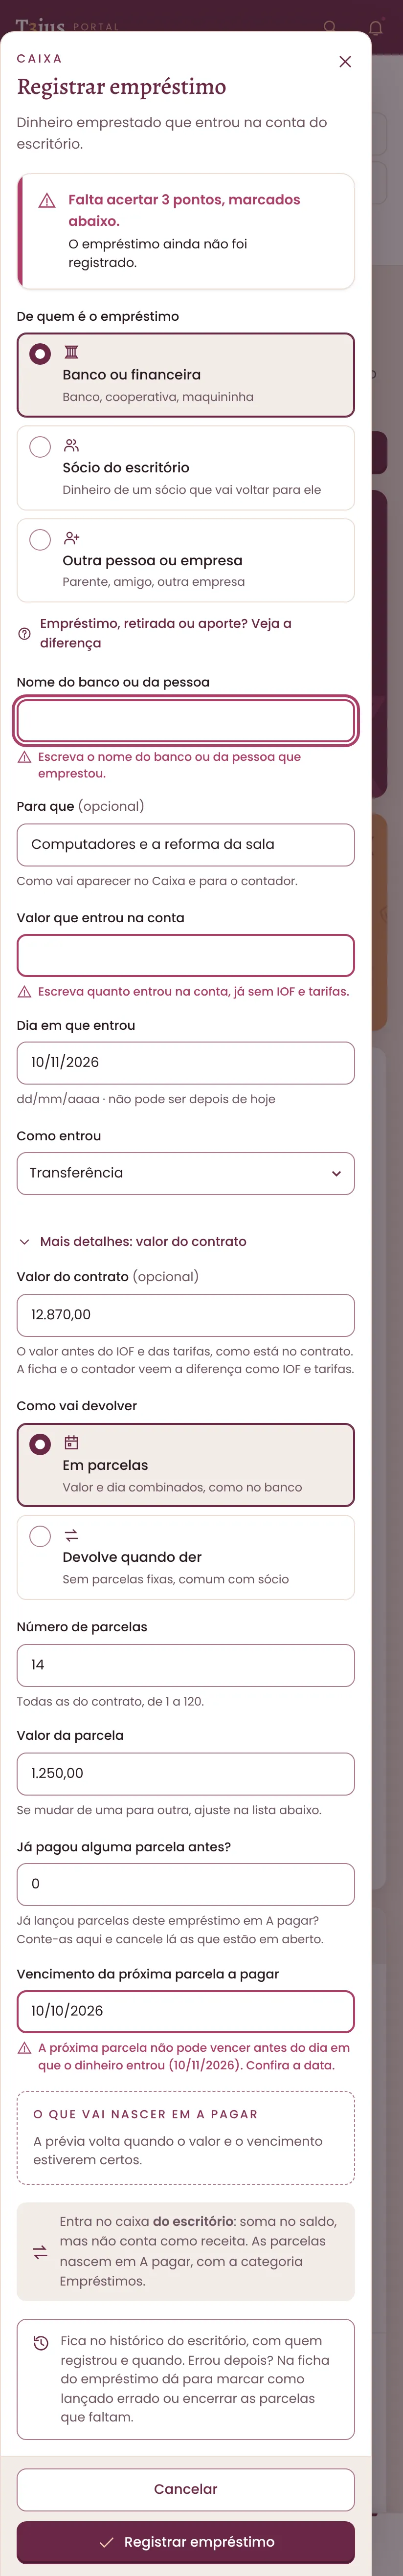 Taius PORTAL
CAIXA
Registrar empréstimo
Dinheiro emprestado que entrou na conta do
escritório.
Falta acertar 3 pontos, marcados
abaixo.
O empréstimo ainda não foi
registrado.
De quem é o empréstimo
Banco ou financeira
Banco, cooperativa, maquininha
Sócio do escritório
Dinheiro de um sócio que vai voltar para ele
Outra pessoa ou empresa
Parente, amigo, outra empresa
Empréstimo, retirada ou aporte? Veja a
diferença
Nome do banco ou da pessoa
Escreva o nome do banco ou da pessoa que
emprestou.
Para que (opcional)
Computadores e a reforma da sala
Como vai aparecer no Caixa e para o contador.
Valor que entrou na conta
Escreva quanto entrou na conta, já sem IOF e tarifas.
Dia em que entrou
10/11/2026
dd/mm/aaaa · não pode ser depois de hoje
Como entrou
Transferência
Mais detalhes: valor do contrato
Valor do contrato (opcional)
12.870,00
O valor antes do IOF e das tarifas, como está no contrato.
A ficha e o contador veem a diferença como IOF e tarifas.
Como vai devolver
Em parcelas
Valor e dia combinados, como no banco
Devolve quando der
Sem parcelas fixas, comum com sócio
Número de parcelas
14
Todas as do contrato, de 1 a 120.
Valor da parcela
1.250,00
Se mudar de uma para outra, ajuste na lista abaixo.
Já pagou alguma parcela antes?
0
Já lançou parcelas deste empréstimo em A pagar?
Conte-as aqui e cancele lá as que estão em aberto.
Vencimento da próxima parcela a pagar
10/10/2026
A próxima parcela não pode vencer antes do dia em
que o dinheiro entrou (10/11/2026). Confira a data.
O QUE VAI NASCER EM A PAGAR
A prévia volta quando o valor e o vencimento
estiverem certos.
Entra no caixa do escritório: soma no saldo,
mas não conta como receita. As parcelas
nascem em A pagar, com a categoria
Empréstimos.
Fica no histórico do escritório, com quem
registrou e quando. Errou depois? Na ficha
do empréstimo dá para marcar como
lançado errado ou encerrar as parcelas
que faltam.
Cancelar
Registrar empréstimo